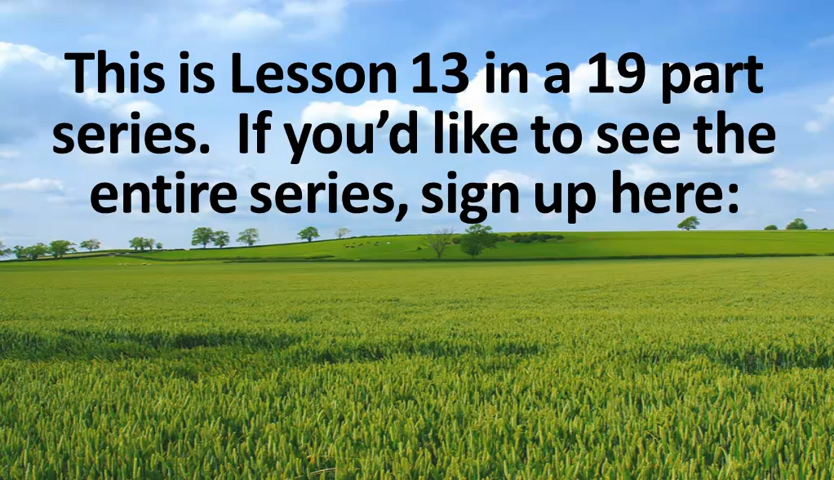 This is Lesson 13 in a 19 part
series.  If you’d like to see the
entire series, sign up here: